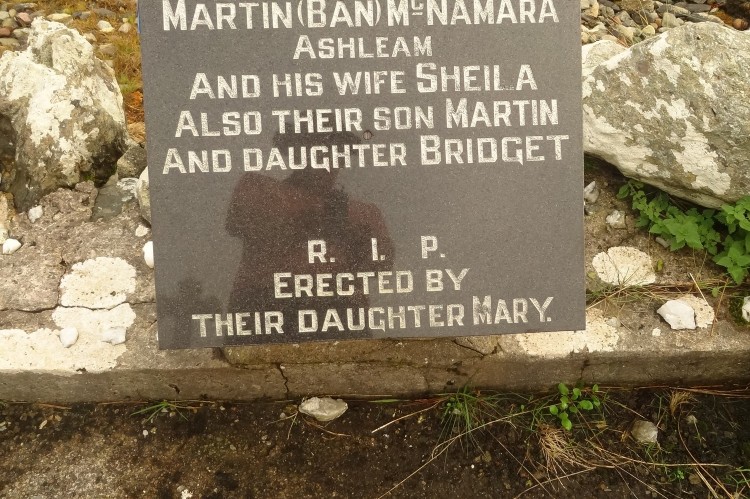 MARTIN (BAN) McNAMARA
ASHLEAM
AND HIS WIFE SHEILA
ALSO THEIR SON MARTIN
AND DAUGHTER BRIDGET
R. I. P.
ERECTED BY
THEIR DAUGHTER MARY.